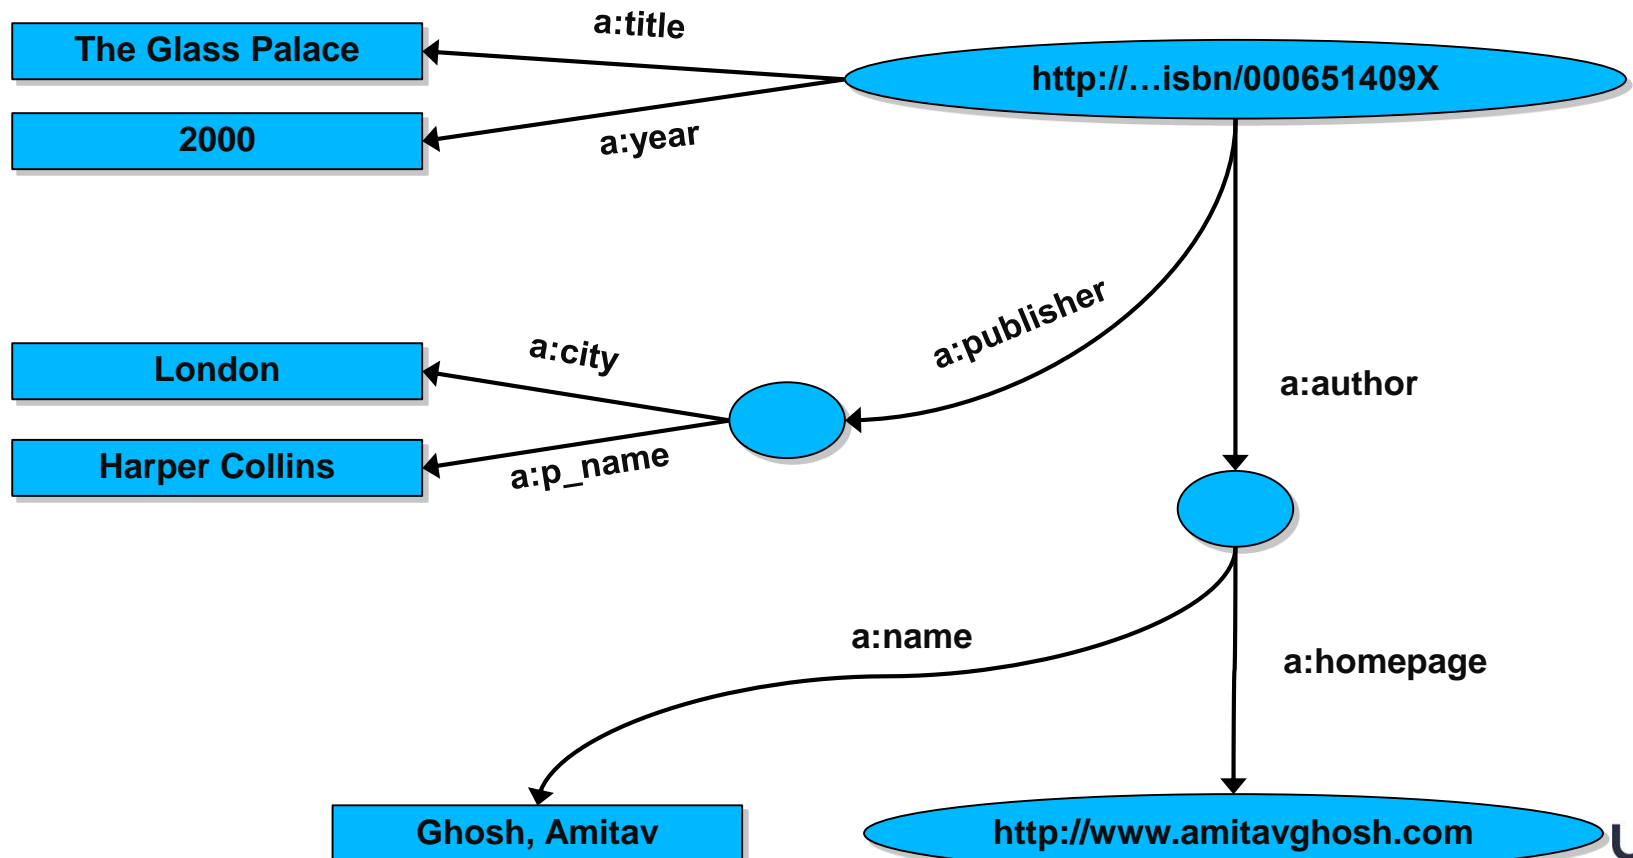 a:title
The Glass Palace
http://...isbn/000651409X
2000
a:year
a:publisher
a:city
London
a:author
Harper Collins
a:p_name
a:name
a:homepage
Ghosh, Amitav
http://www.amitavghosh.com